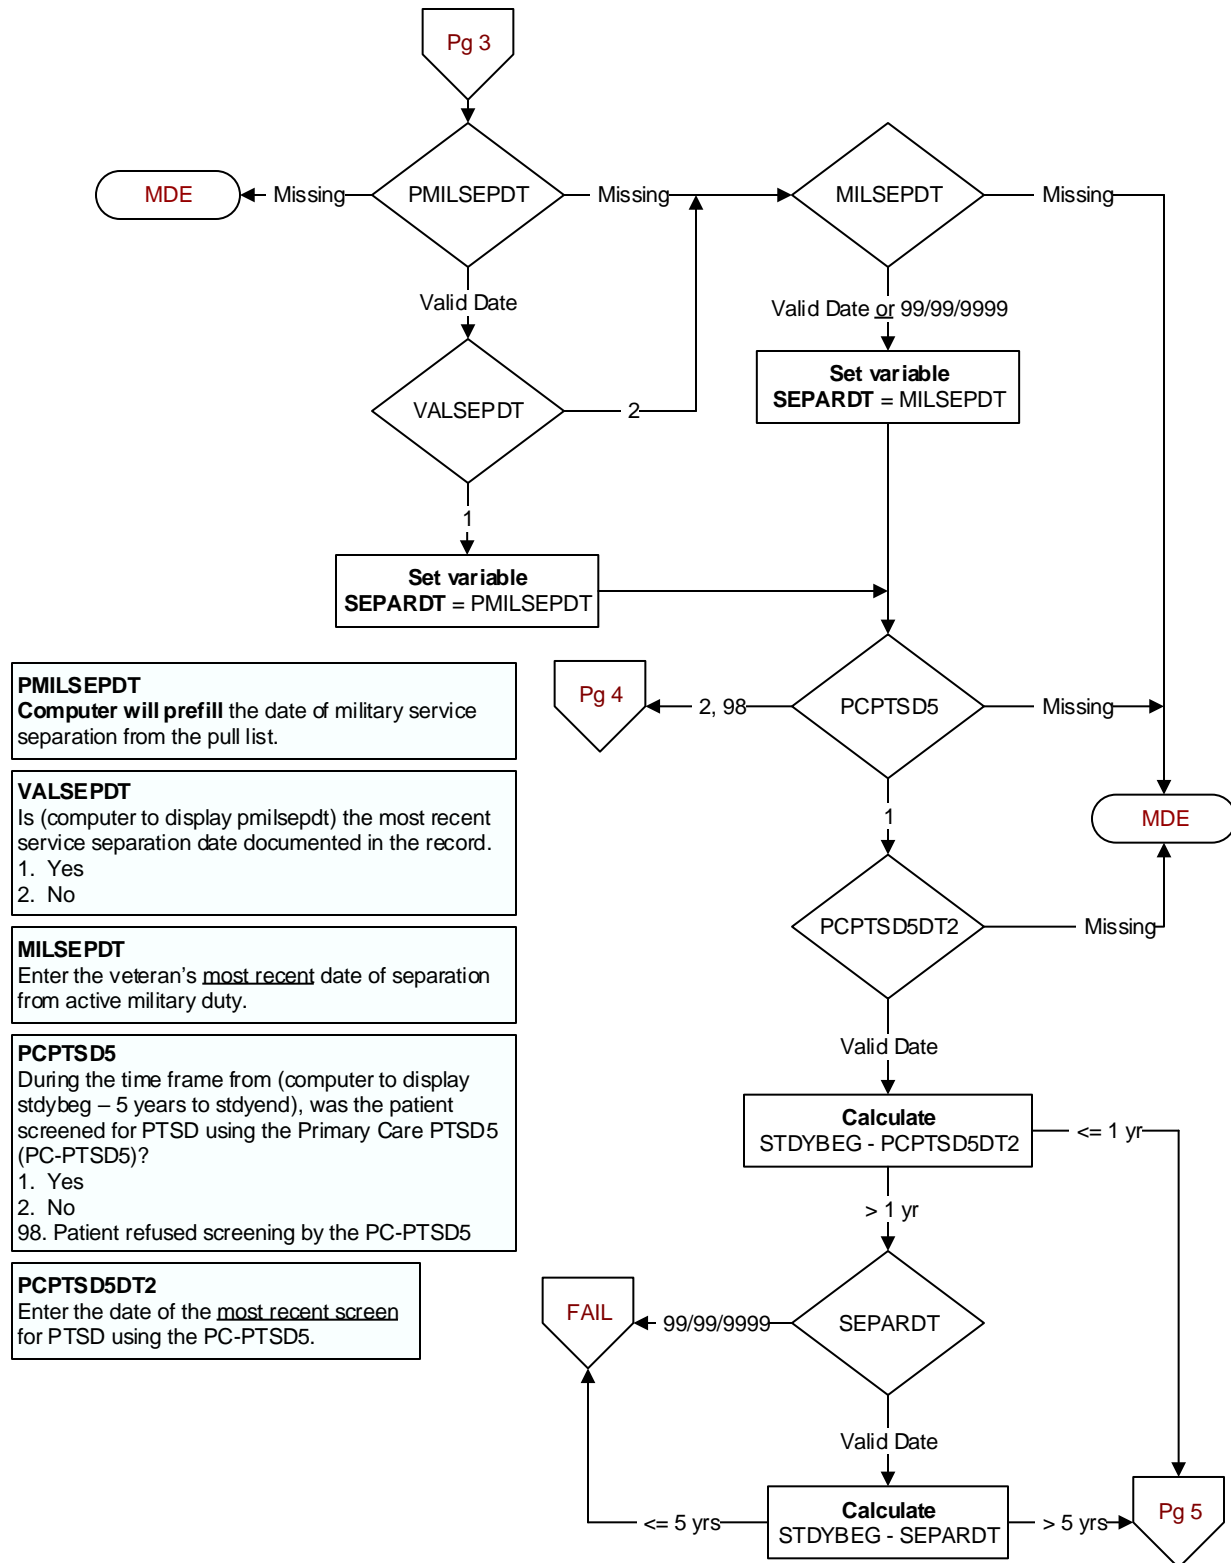 Pg 3
MDE
Missing
PMILSEPDT
Missing
MILSEPDT
Missing
Valid Date
Valid Date or 99/99/9999
VALSEPDT
2
Set variable
SEPARDT = MILSEPDT
1
Set variable
SEPARDT = PMILSEPDT
PMILSEPDT
Computer will prefill the date of military service
separation from the pull list.
VALSEPDT
Is (computer to display pmilsepdt) the most recent
service separation date documented in the record.
1. Yes
2. No
MILSEPDT
Enter the veteran's most recent date of separation
from active military duty.
PCPTSD5
During the time frame from (computer to display
stdybeg – 5 years to stdyend), was the patient
screened for PTSD using the Primary Care PTSD5
(PC-PTSD5)?
1. Yes
2. No
98. Patient refused screening by the PC-PTSD5
PCPTSD5DT2
Enter the date of the most recent screen
for PTSD using the PC-PTSD5.
Pg 4
2, 98
PCPTSD5
Missing
1
MDE
PCPTSD5DT2
Missing
Valid Date
Calculate
STDYBEG - PCPTSD5DT2
<= 1 yr
> 1 yr
FAIL
99/99/9999
SEPARDT
Valid Date
<= 5 yrs
Calculate
STDYBEG - SEPARDT
> 5 yrs
Pg 5